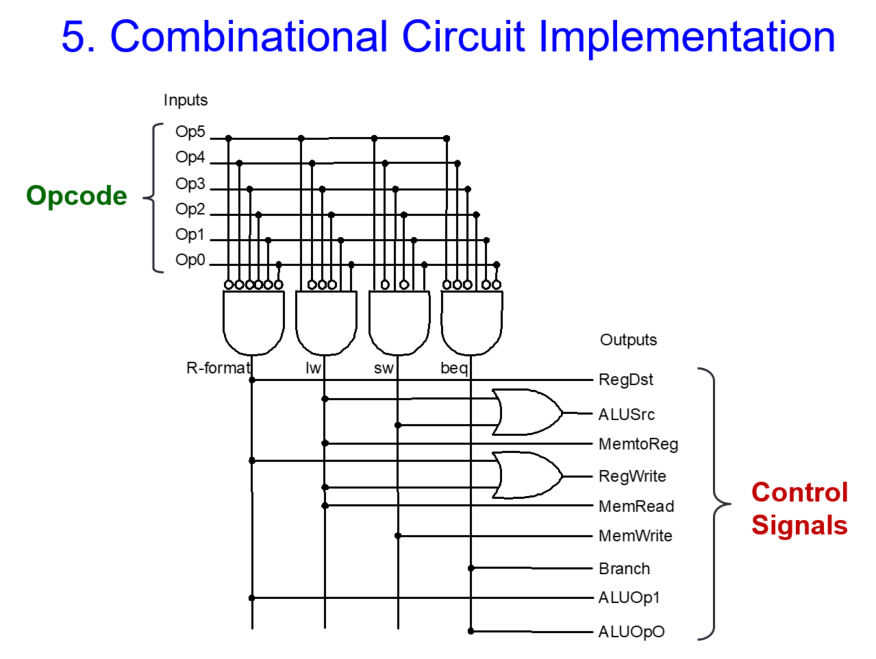 5. Combinational Circuit Implementation
Inputs
Op5
Op4
Op3
Op2
Op1
Op0
Opcode
R-format
lw
sw
beq
Outputs
RegDst
ALUSrc
MemtoReg
RegWrite
MemRead
MemWrite
Branch
ALUOp1
ALUOpO
Control
Signals